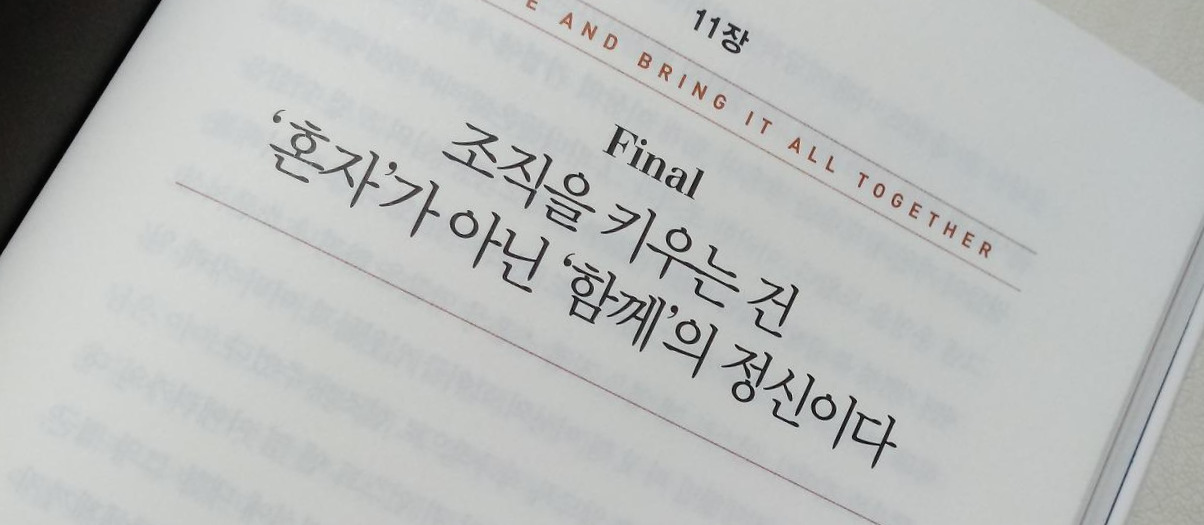 11장
AND BRING IT ALL TOGETHER
Final
조직을 키우는 건
‘혼자’가 아닌 ‘함께’의 정신이다